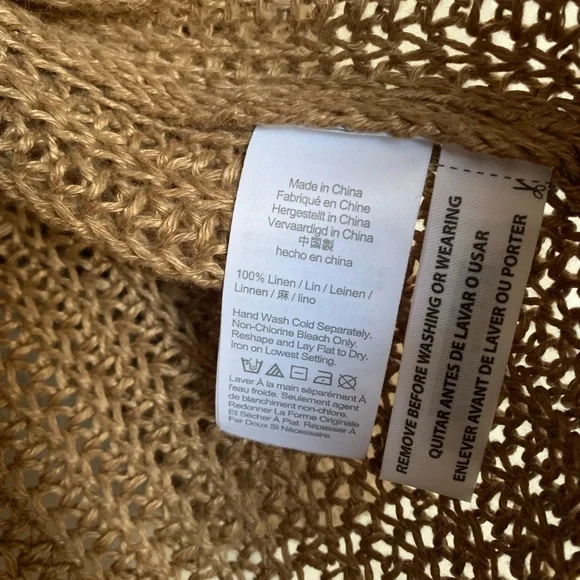 Made in China
Fabriqué en Chine
Hergestellt in China
Vervaardigd in China
中国製
hecho en china
100% Linen / Lin / Leinen /
Linnen / 麻 / lino
Hand Wash Cold Separately.
Non-Chlorine Bleach Only.
Reshape and Lay Flat to Dry.
Iron on Lowest Setting.
Laver À la main séparément À
l'eau froide. Seulement agent
de blanchiment non-chlore.
Redonner La Forme Originale
Et Sécher À Plat. Repasser À
Fer Doux Si Nécessaire.
REMOVE BEFORE WASHING OR WEARING
QUITAR ANTES DE LAVAR O USAR
ENLEVER AVANT DE LAVER OU PORTER